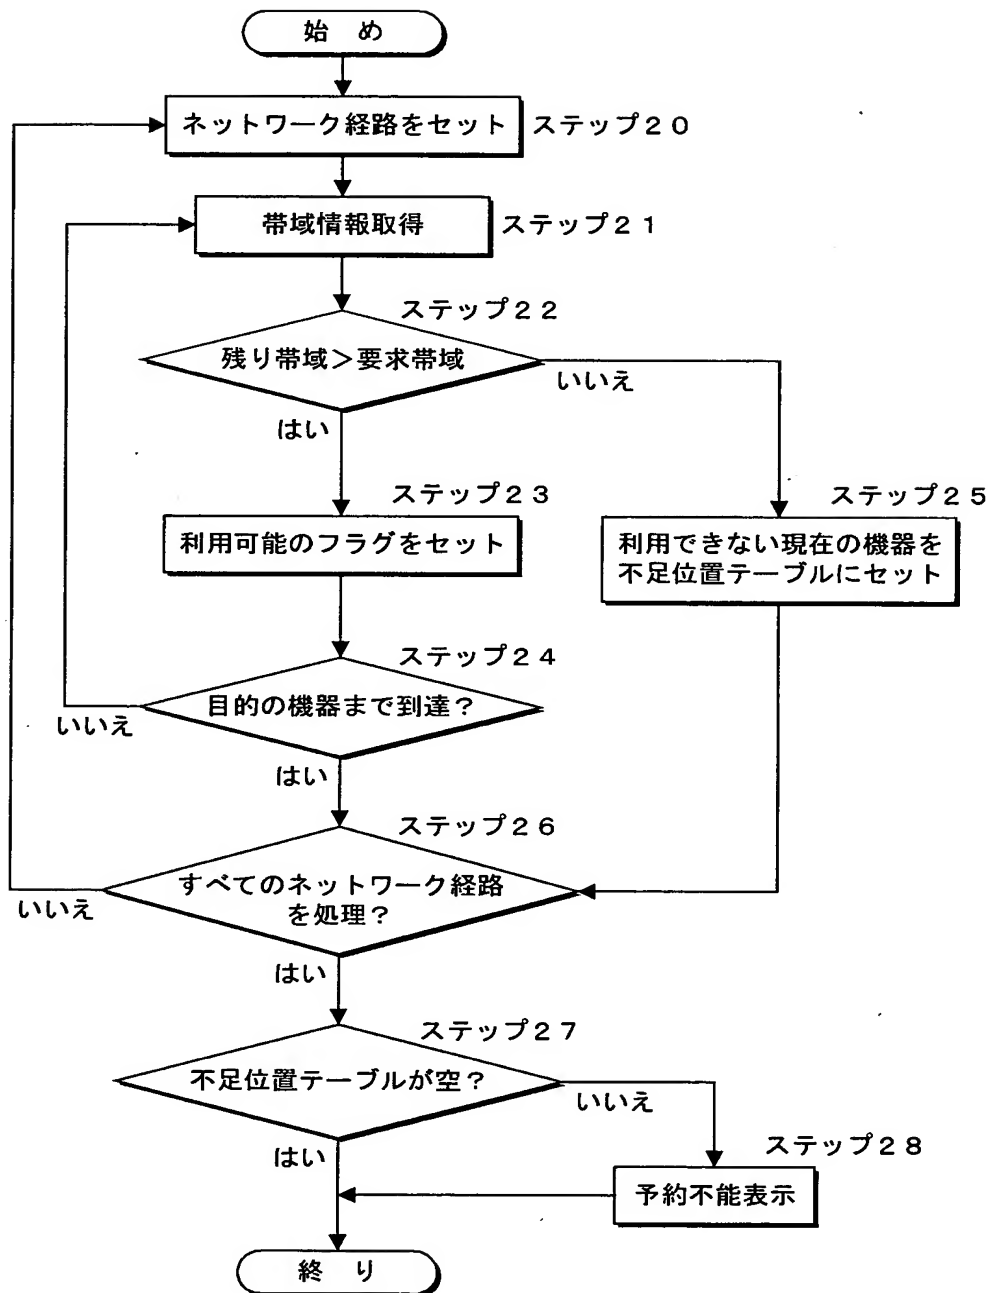 始 め
ネットワーク経路をセット
ステップ20
帯域情報取得
ステップ21
ステップ22
残り帯域>要求帯域
いいえ
はい
ステップ23
利用可能のフラグをセット
ステップ25
利用できない現在の機器を
不足位置テーブルにセット
ステップ24
目的の機器まで到達?
いいえ
はい
ステップ26
すべてのネットワーク経路
を処理?
いいえ
はい
ステップ27
不足位置テーブルが空?
いいえ
はい
ステップ28
予約不能表示
終 り